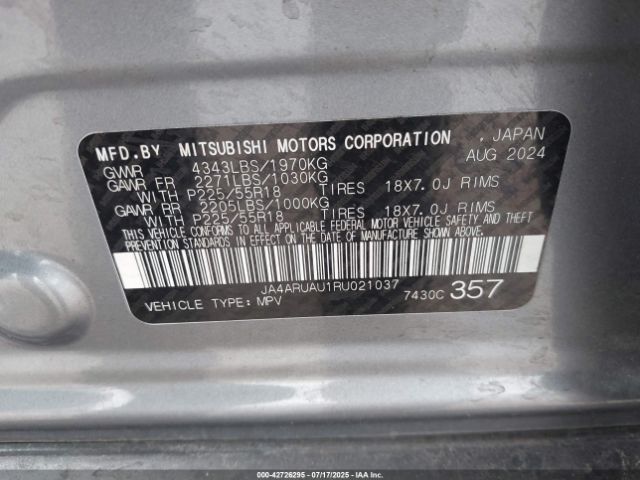 MFD.BY MITSUBISHI MOTORS CORPORATION , JAPAN
GVWR 4343LBS/1970KG AUG 2024
GAWR FR 2271LBS/1030KG
WITH P225/55R18 TIRES 18X7.0J RIMS
GAWR RR 2205LBS/1000KG
WITH P225/55R18 TIRES 18X7.0J RIMS
THIS VEHICLE CONFORMS TO ALL APPLICABLE FEDERAL MOTOR VEHICLE SAFETY AND THEFT
PREVENTION STANDARDS IN EFFECT ON THE DATE OF MANUFACTURE SHOWN ABOVE.
JA4ARUAU1RU021037
VEHICLE TYPE: MPV 7430C 357
000-42726295 - 07/17/2025 - IAA Inc.